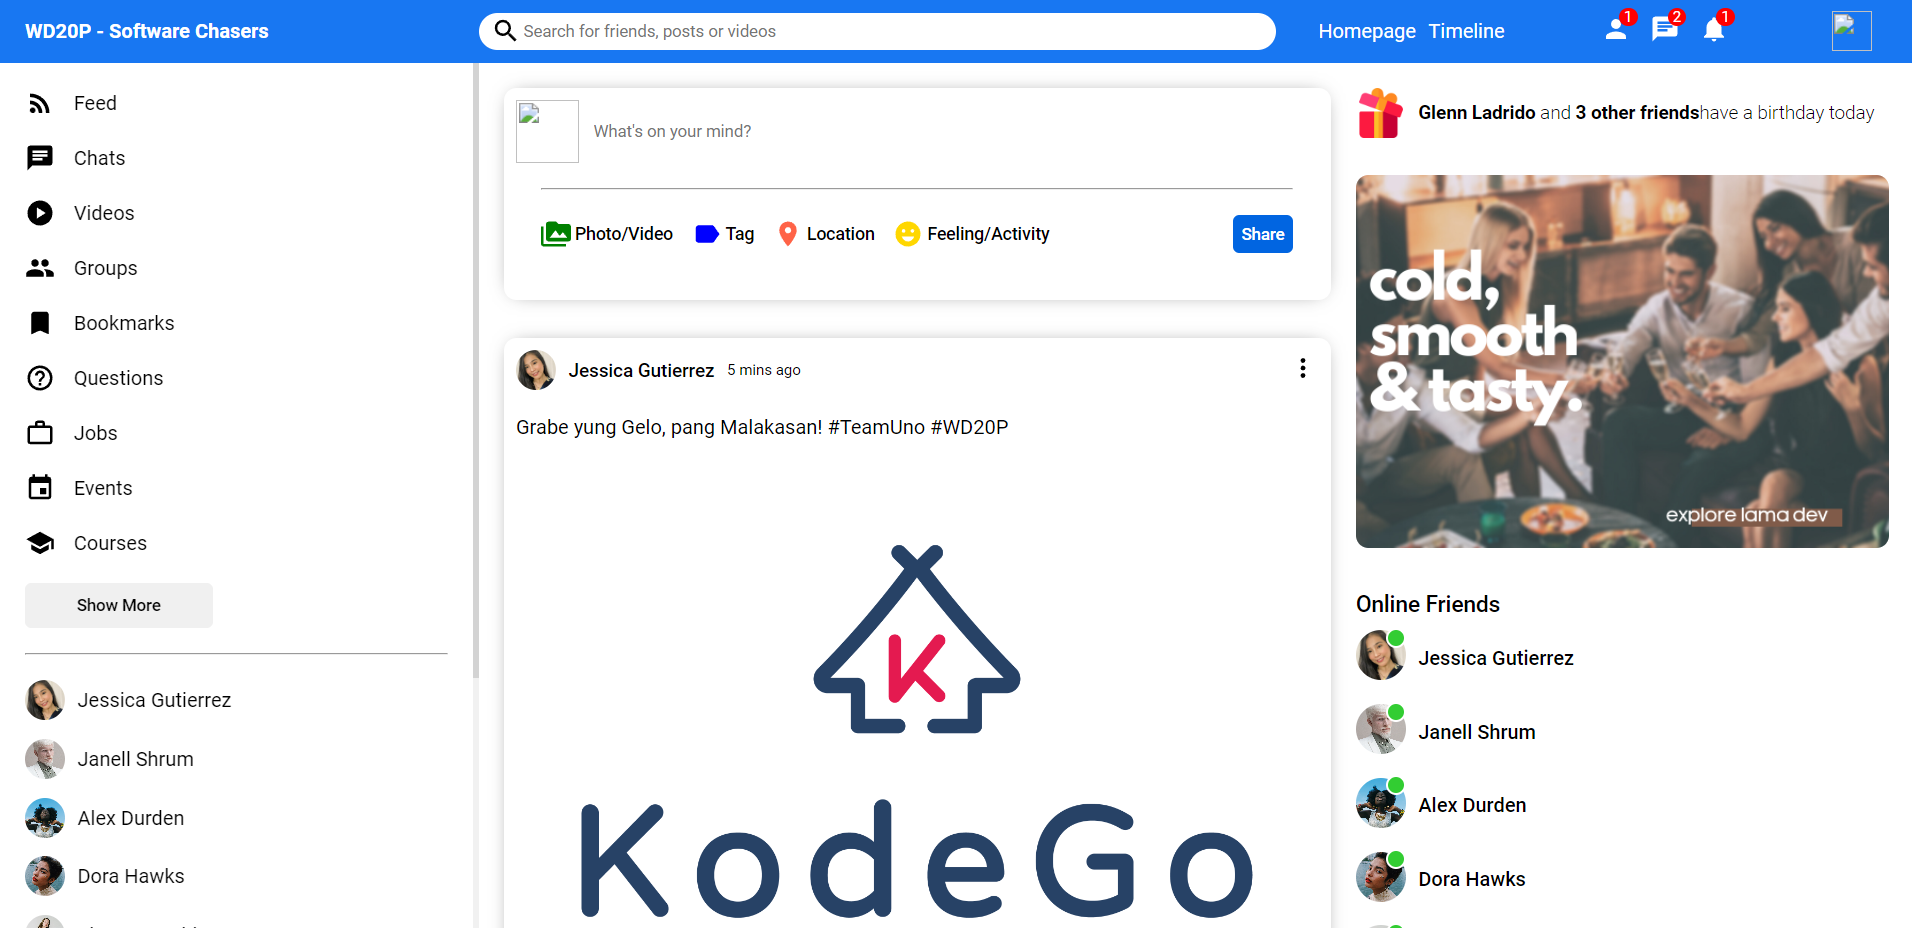 WD20P - Software Chasers
Search for friends, posts or videos
Homepage Timeline
1
2
1
Feed
Chats
Videos
Groups
Bookmarks
Questions
Jobs
Events
Courses
Show More
Jessica Gutierrez
Janell Shrum
Alex Durden
Dora Hawks
What's on your mind?
Photo/Video
Tag
Location
Feeling/Activity
Share
Jessica Gutierrez 5 mins ago
Grabe yung Gelo, pang Malakasan! #TeamUno #WD20P
K
KodeGo
Glenn Ladrido and 3 other friendshave a birthday today
cold,
smooth
& tasty.
explore lama dev
Online Friends
Jessica Gutierrez
Janell Shrum
Alex Durden
Dora Hawks